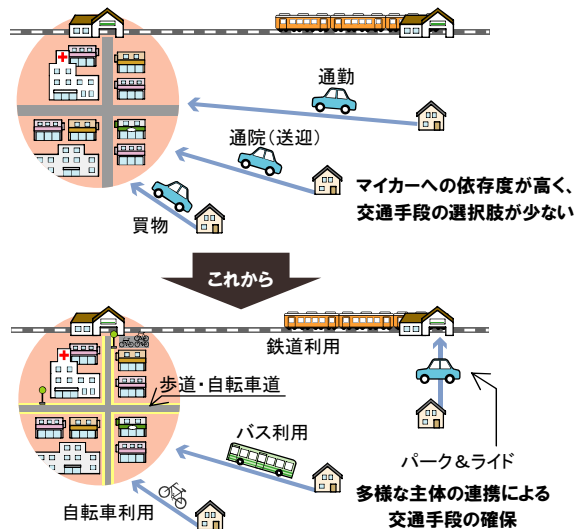 通勤
通院(送迎)
買物
マイカーへの依存度が高く、
交通手段の選択肢が少ない
これから
鉄道利用
歩道・自転車道
バス利用
自転車利用
パーク&ライド
多様な主体の連携による
交通手段の確保